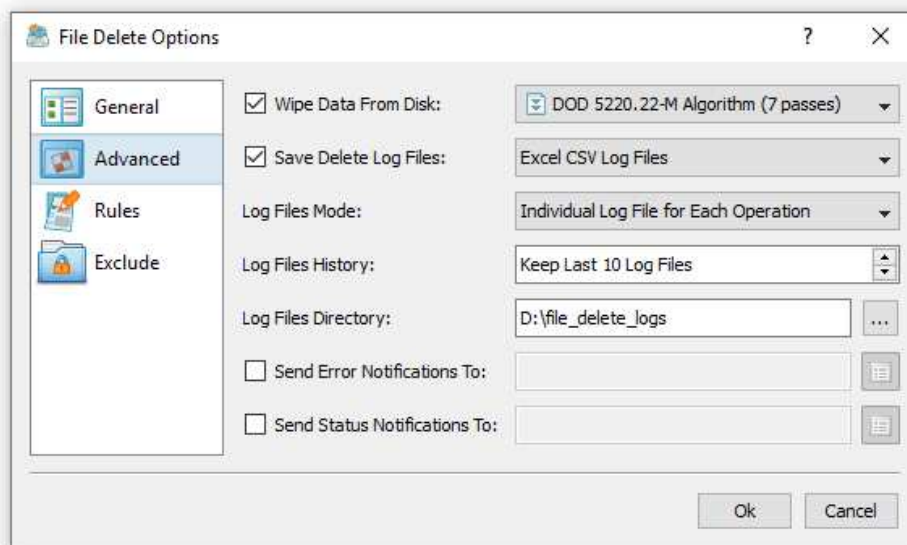 File Delete Options
General
Advanced
Rules
Exclude
Wipe Data From Disk: DOD 5220.22-M Algorithm (7 passes)
Save Delete Log Files: Excel CSV Log Files
Log Files Mode: Individual Log File for Each Operation
Log Files History: Keep Last 10 Log Files
Log Files Directory: D:\file_delete_logs ...
Send Error Notifications To:
Send Status Notifications To:
Ok Cancel